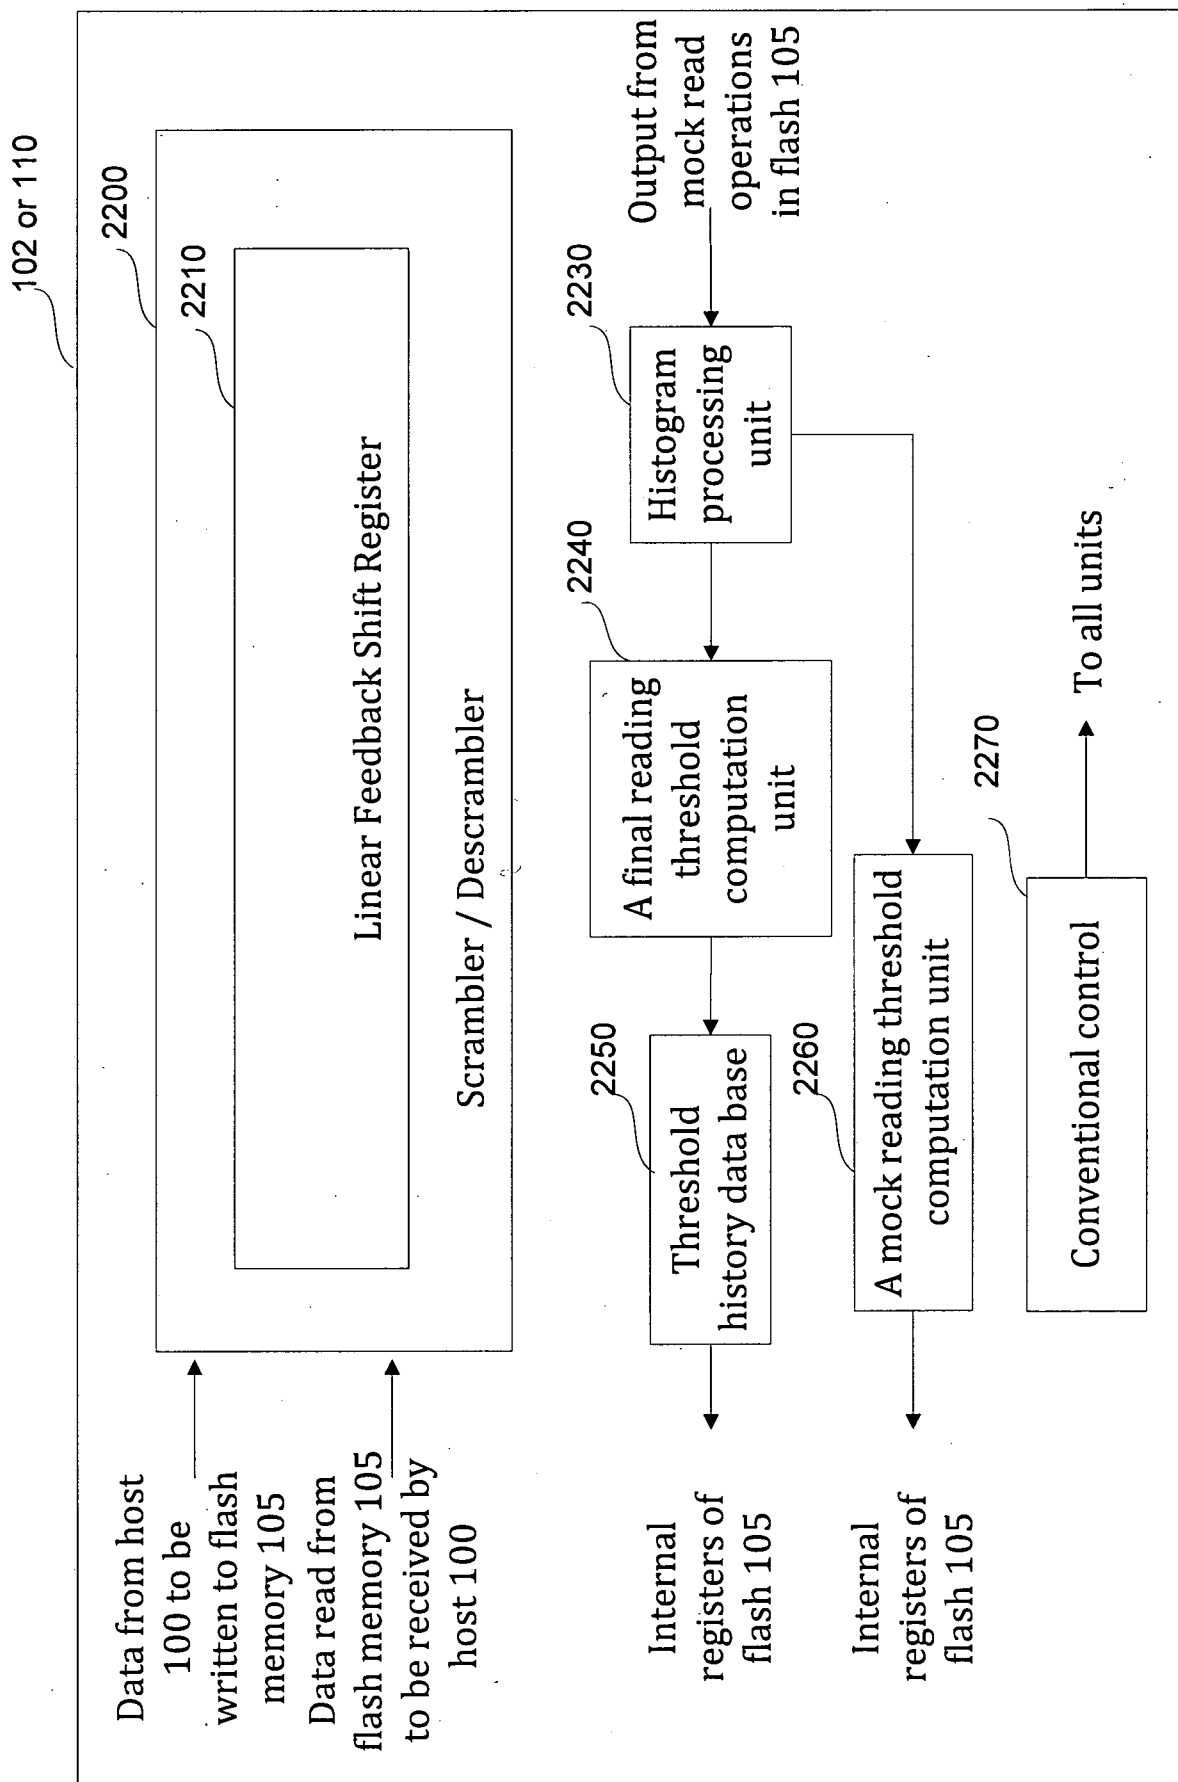 102 or 110
2200
2210
Linear Feedback Shift Register
Scrambler / Descrambler
Data from host
100 to be
written to flash
memory 105
Data read from
flash memory 105
to be received by
host 100
Output from
mock read
operations
in flash 105
2230
Histogram
processing
unit
2240
A final reading
threshold
computation
unit
2250
Threshold
history data base
Internal
registers of
flash 105
2260
A mock reading threshold
computation unit
Internal
registers of
flash 105
2270
Conventional control
To all units